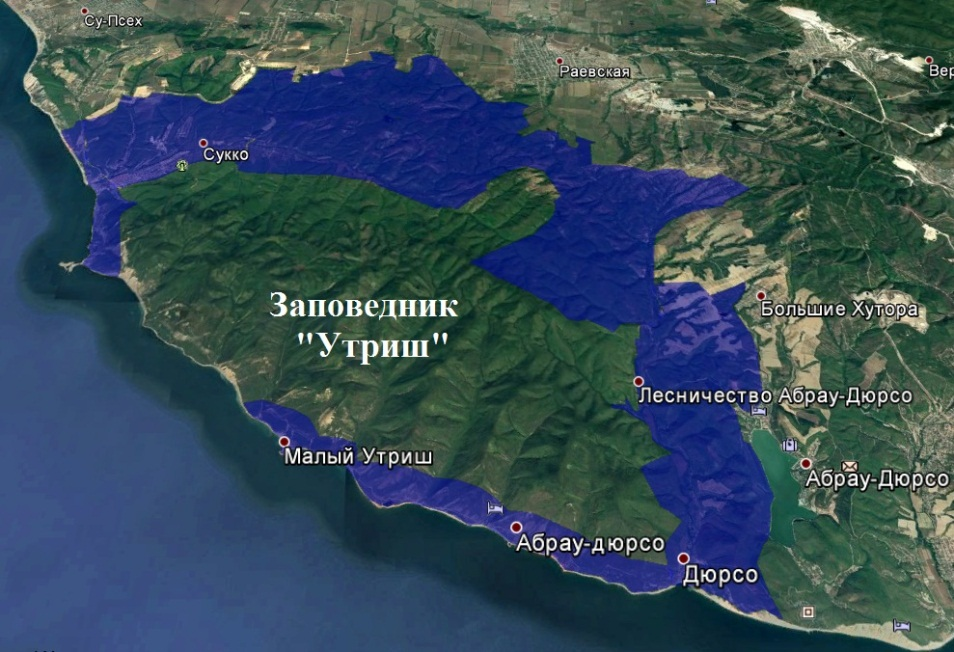 Су-Псех
Раевская
Вер
Сукко
Заповедник
"Утриш"
Большие Хутора
Лесничество Абрау-Дюрсо
Малый Утриш
Абрау-Дюрсо
Абрау-дюрсо
Дюрсо